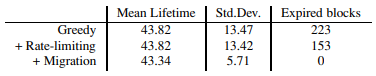 Mean Lifetime Std.Dev. Expired blocks
Greedy 43.82 13.47 223
+ Rate-limiting 43.82 13.42 153
+ Migration 43.34 5.71 0